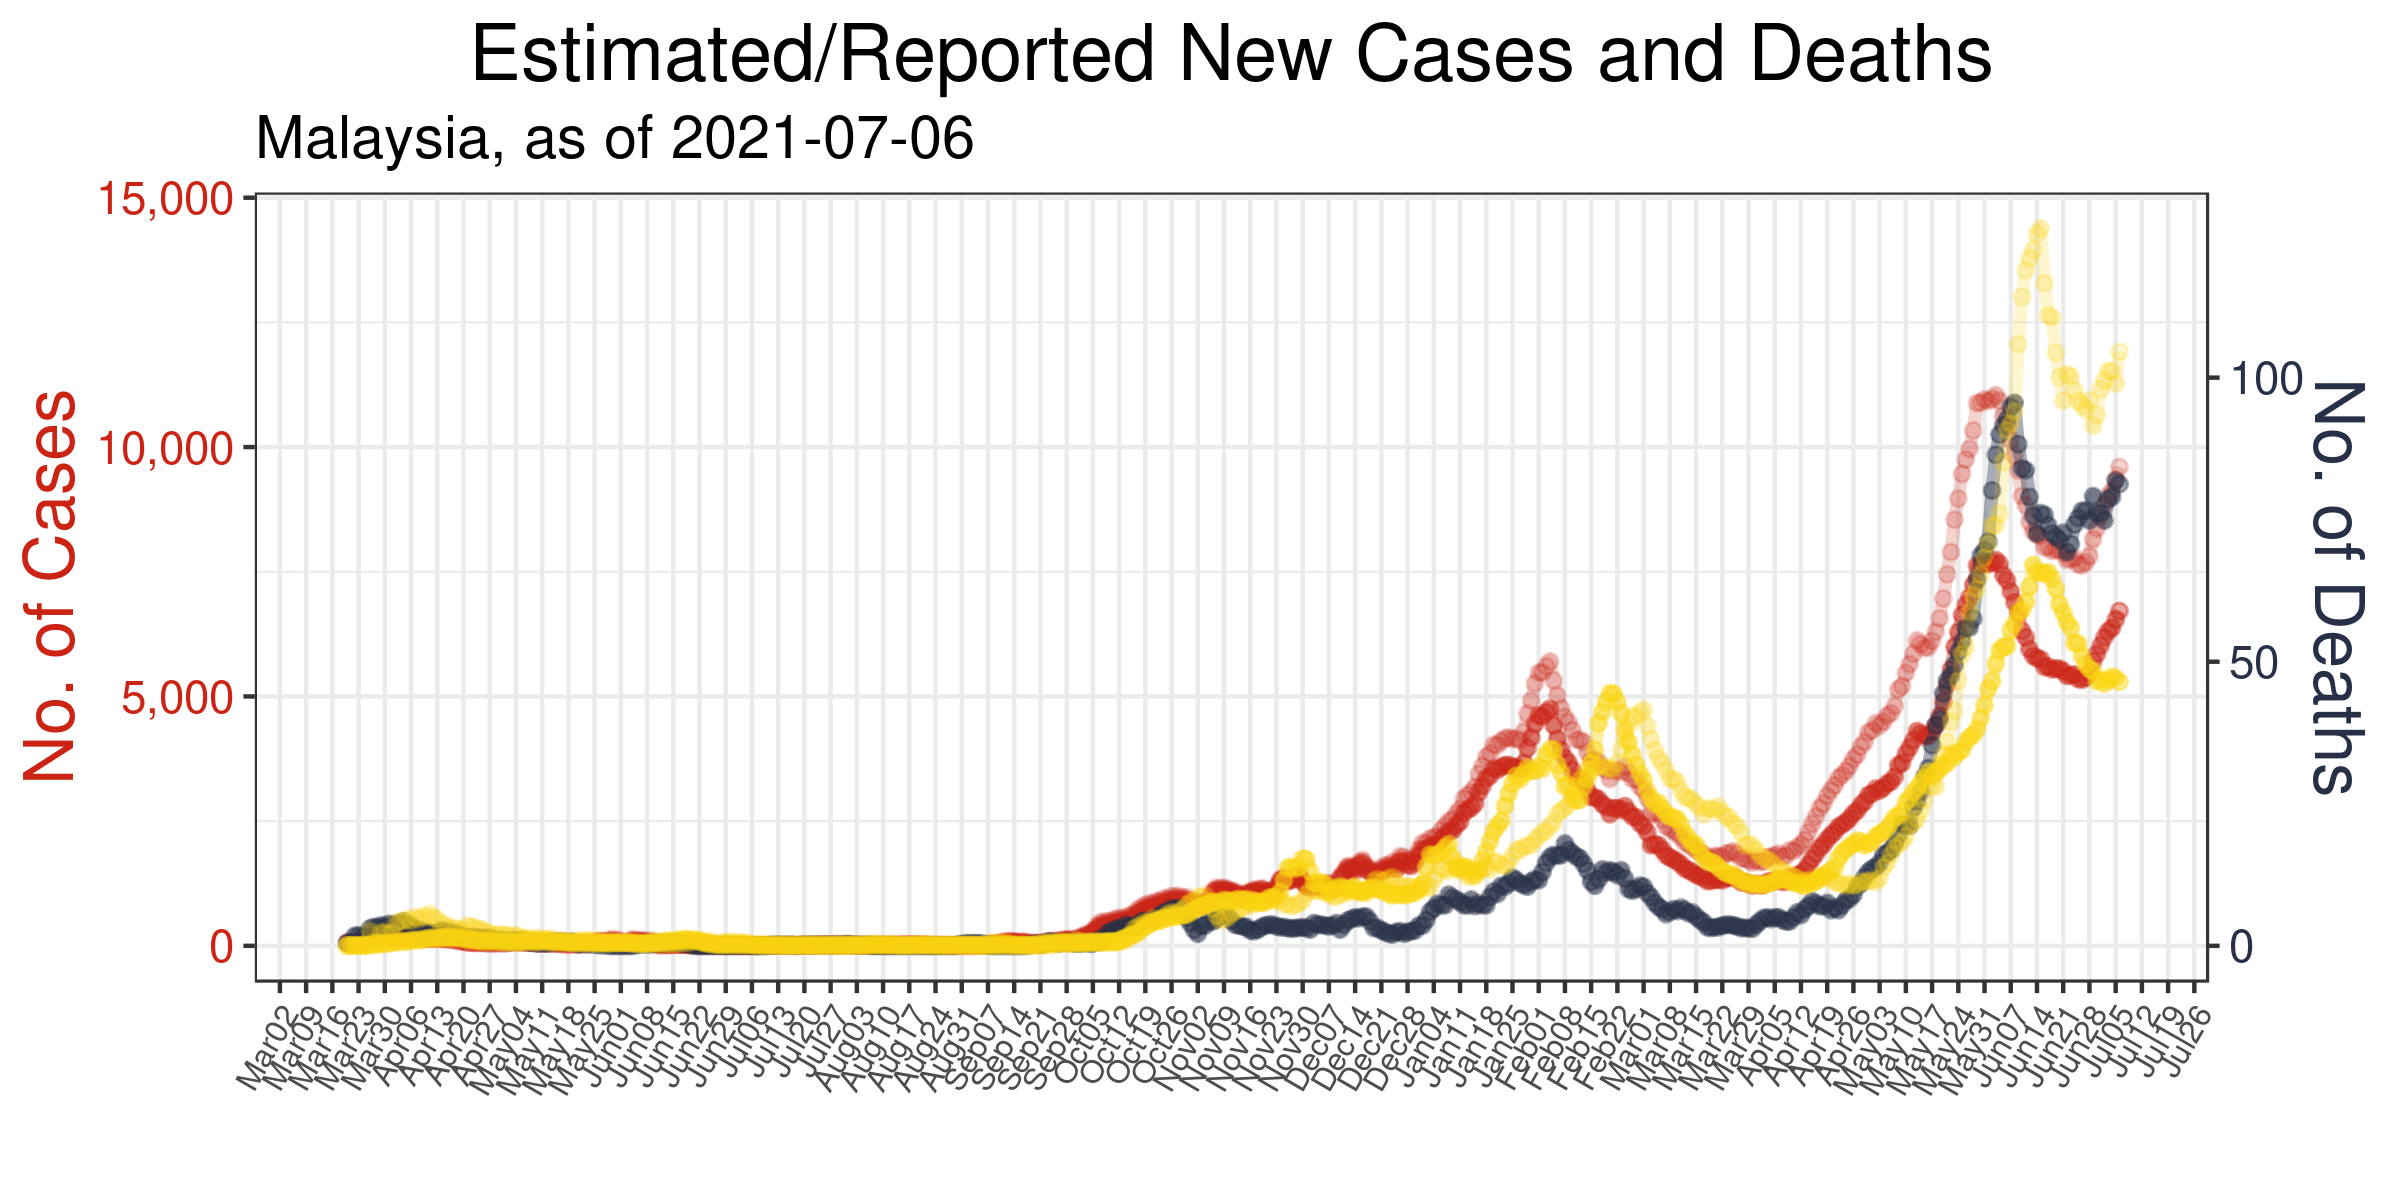 Estimated/Reported New Cases and Deaths
Malaysia, as of 2021-07-06
No. of Cases
15,000
10,000
5,000
0
No. of Deaths
100
50
0
Mar02
Mar09
Mar16
Mar23
Mar30
Apr06
Apr13
Apr20
Apr27
May04
May11
May18
May25
Jun01
Jun08
Jun15
Jun22
Jun29
Jul06
Jul13
Jul20
Jul27
Aug03
Aug10
Aug17
Aug24
Aug31
Sep07
Sep14
Sep21
Sep28
Oct05
Oct12
Oct19
Oct26
Nov02
Nov09
Nov16
Nov23
Nov30
Dec07
Dec14
Dec21
Dec28
Jan04
Jan11
Jan18
Jan25
Feb01
Feb08
Feb15
Feb22
Mar01
Mar08
Mar15
Mar22
Mar29
Apr05
Apr12
Apr19
Apr26
May03
May10
May17
May24
May31
Jun07
Jun14
Jun21
Jun28
Jul05
Jul12
Jul19
Jul26